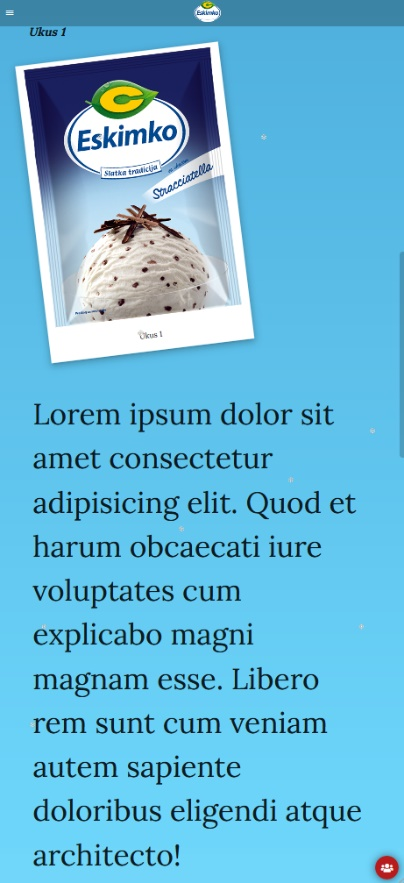 Eskimko
Ukus 1
Eskimko
Slatka tradicija
Stracciatella
Ukus 1
Lorem ipsum dolor sit
amet consectetur
adipisicing elit. Quod et
harum obcaecati iure
voluptates cum
explicabo magni
magnam esse. Libero
rem sunt cum veniam
autem sapiente
doloribus eligendi atque
architecto!